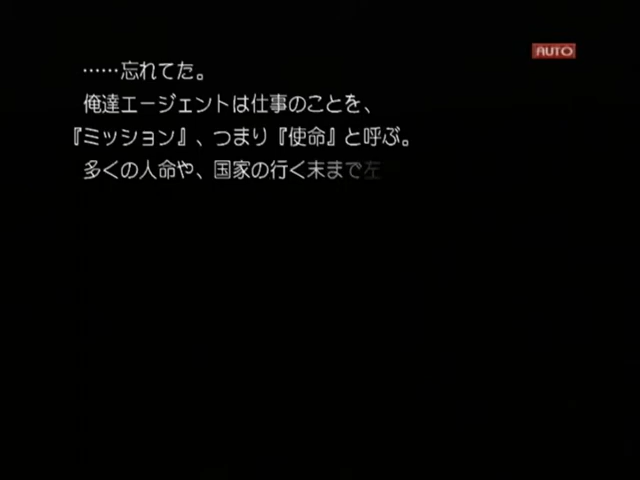 AUTO
……忘れてた。
俺達エージェントは仕事のことを、
『ミッション』、つまり『使命』と呼ぶ。
多くの人命や、国家の行く末まで左